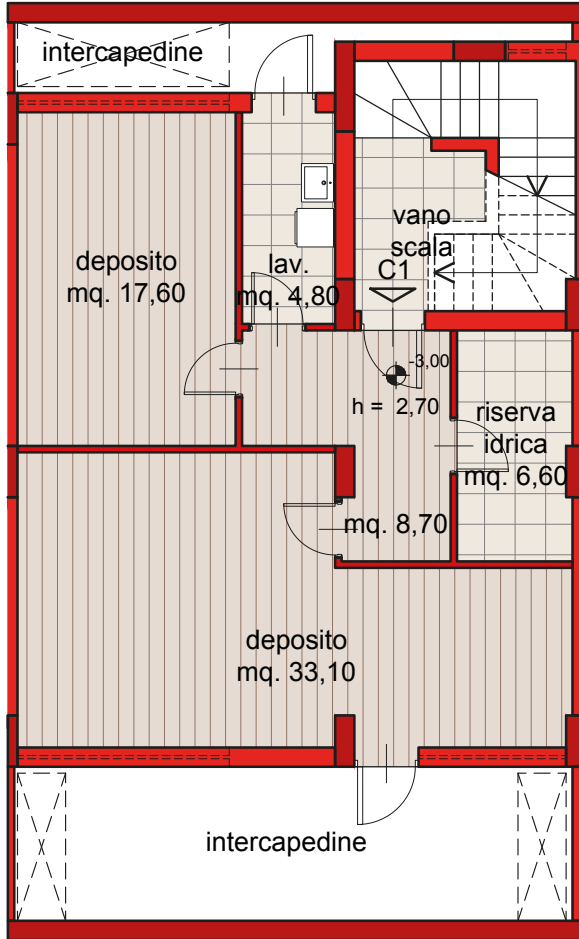 intercapedine
vano
scala
C1
deposito
mq. 17,60
lav.
mq. 4,80
-3,00
h = 2,70
riserva
idrica
mq. 6,60
mq. 8,70
deposito
mq. 33,10
intercapedine